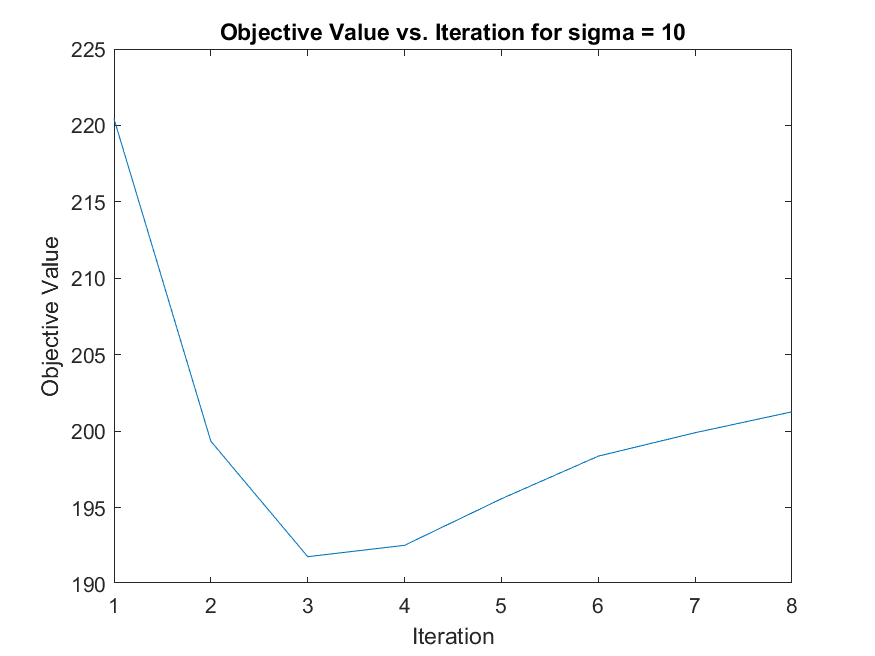 Objective Value vs. Iteration for sigma = 10
225
220
215
210
205
200
195
190
Objective Value
1 2 3 4 5 6 7 8
Iteration